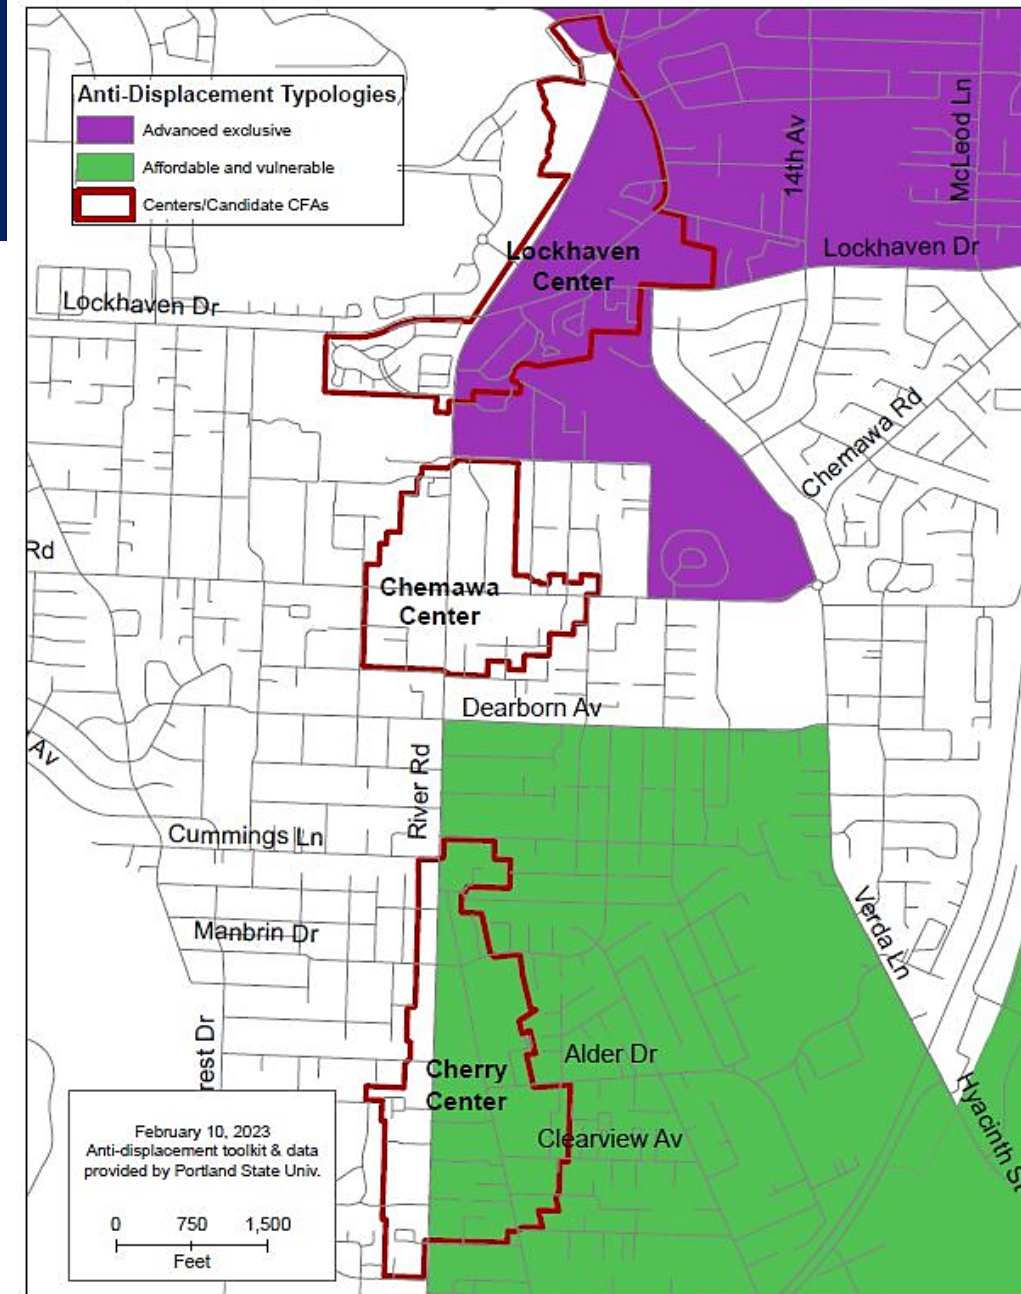 Anti-Displacement Typologies
Advanced exclusive
Affordable and vulnerable
Centers/Candidate CFAs
14th Av
McLeod Ln
Lockhaven Dr
Lockhaven
Center
Lockhaven Dr
Chemawa Rd
Rd
Chemawa
Center
Dearborn Av
Av
River Rd
Cummings Ln
Manbrin Dr
Verda Ln
rest Dr
Alder Dr
Cherry
Center
Hyacinth St
Clearview Av
February 10, 2023
Anti-displacement toolkit & data
provided by Portland State Univ.
0 750 1,500
Feet